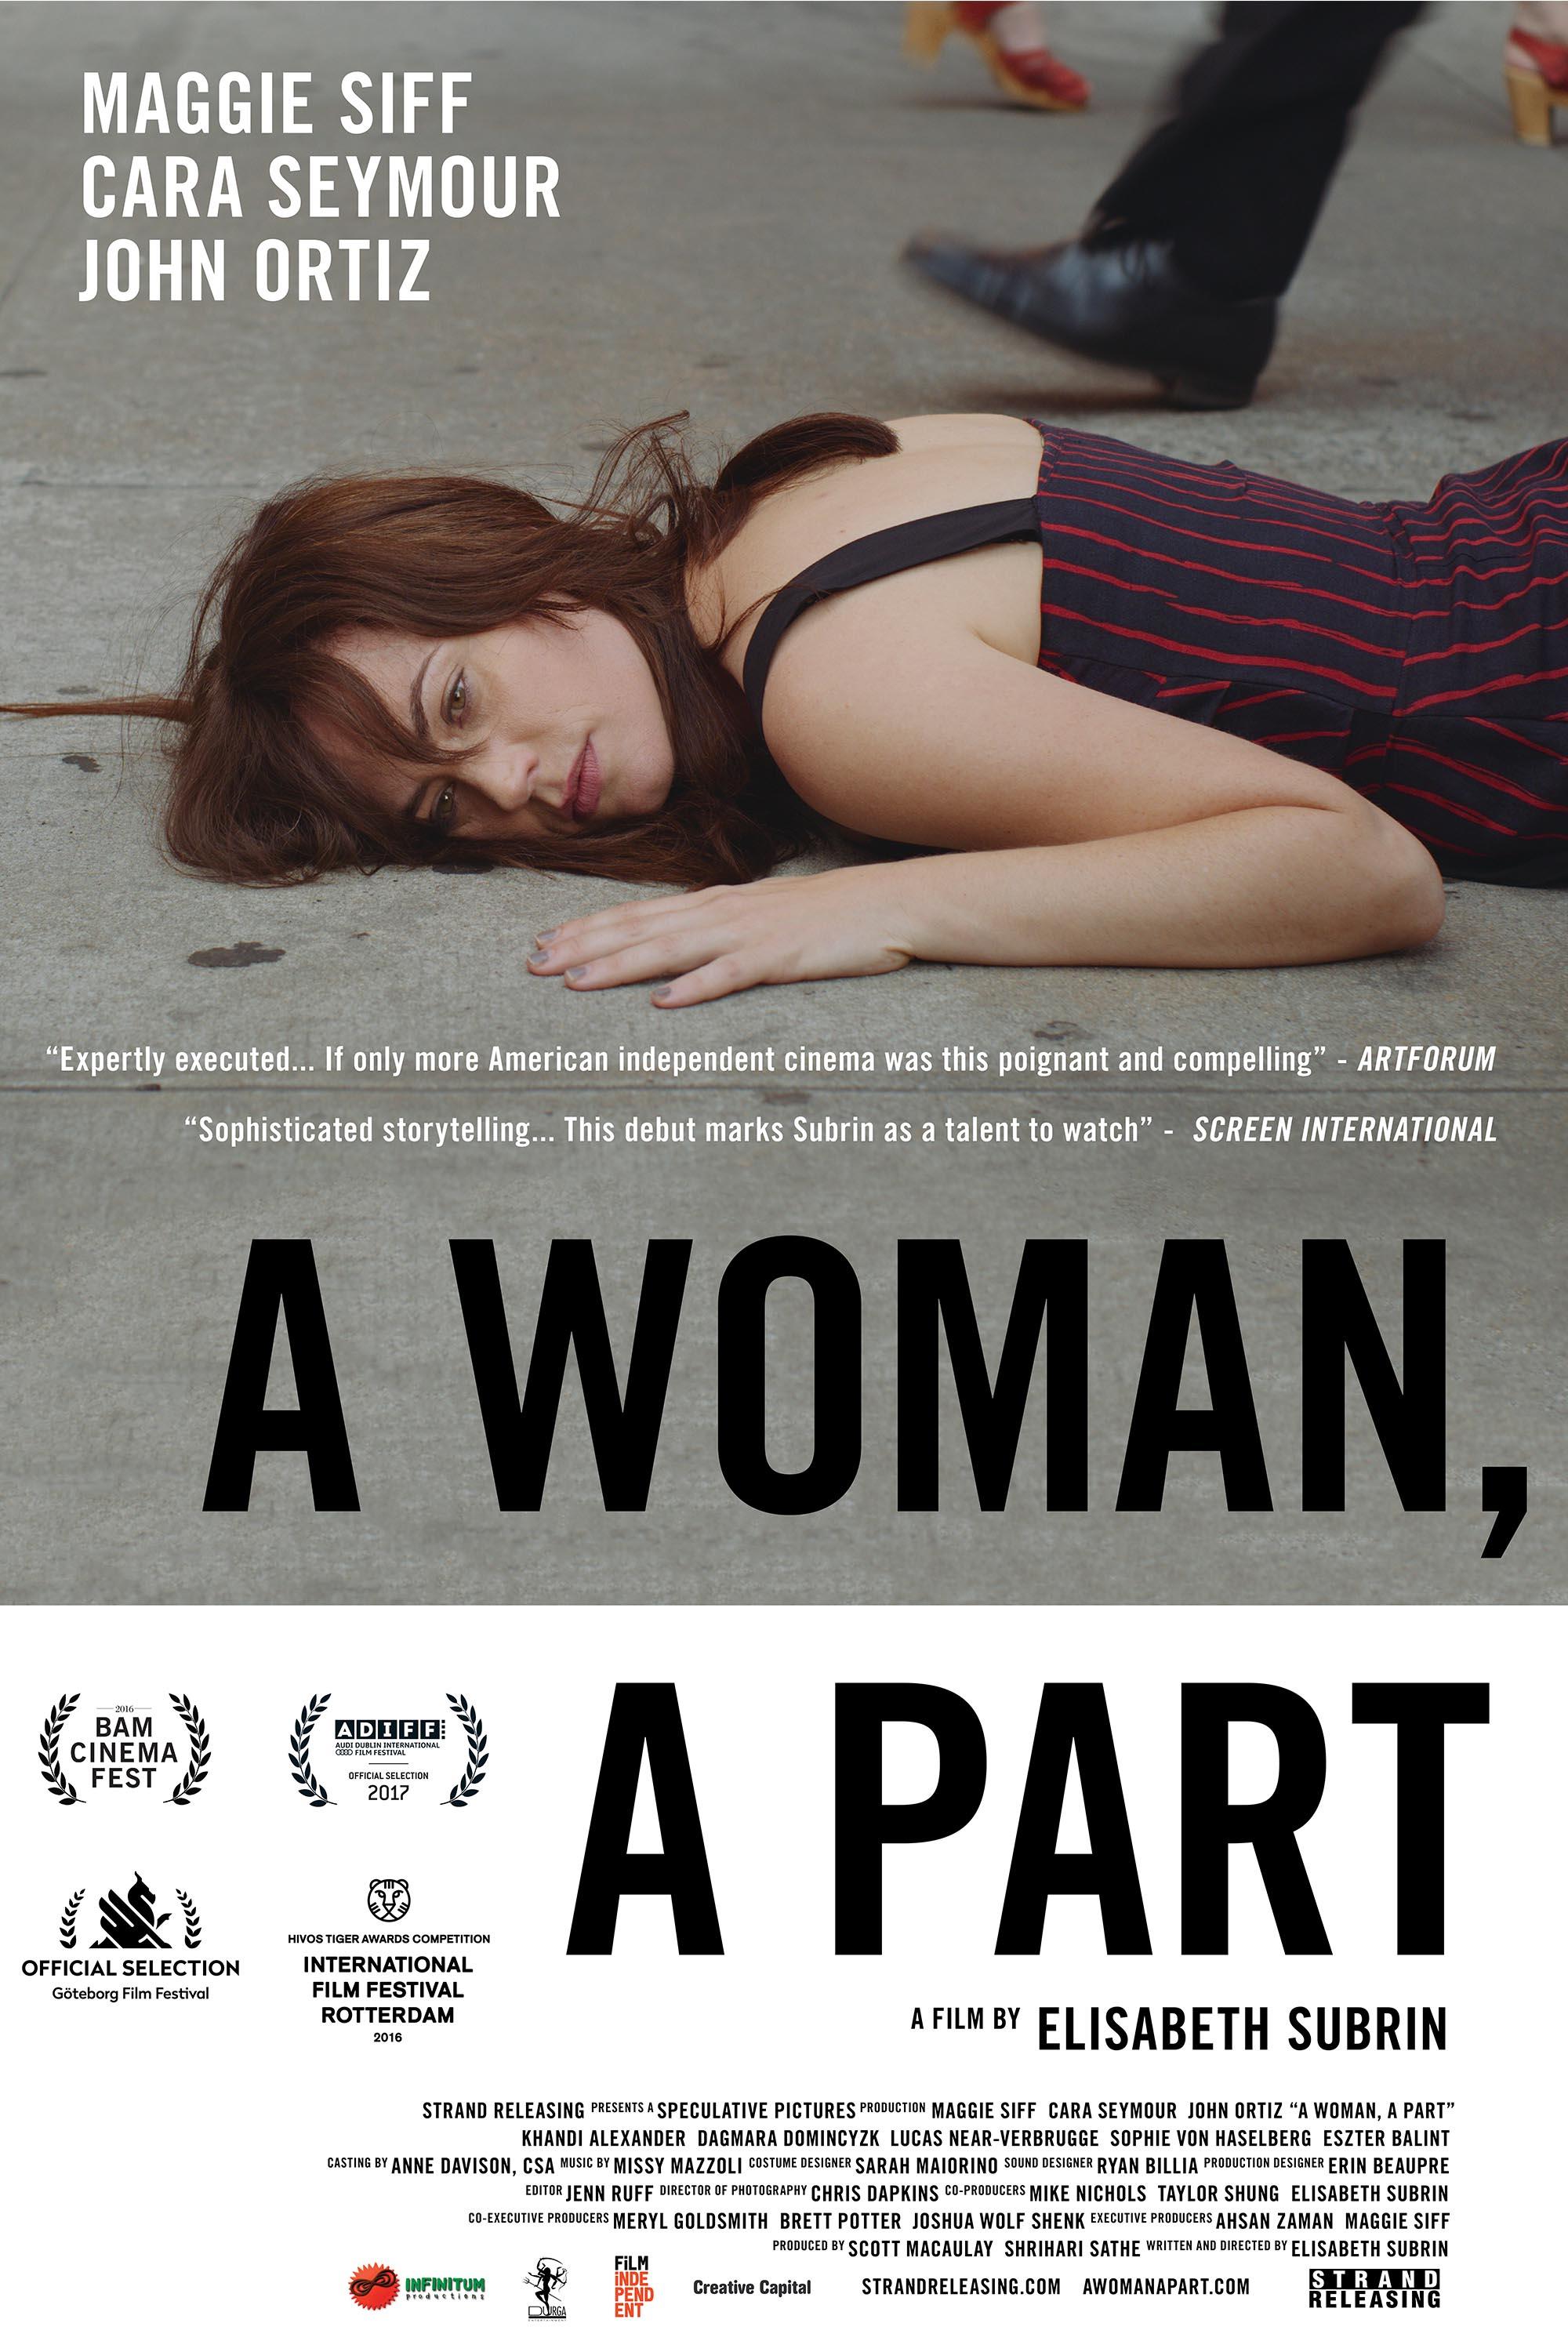 MAGGIE SIFF
CARA SEYMOUR
JOHN ORTIZ
“Expertly executed... If only more American independent cinema was this poignant and compelling” - ARTFORUM
“Sophisticated storytelling... This debut marks Subrin as a talent to watch” - SCREEN INTERNATIONAL
A WOMAN,
A PART
2016
BAM
CINEMA
FEST
ADIFF
AUDI DUBLIN INTERNATIONAL
FILM FESTIVAL
OFFICIAL SELECTION
2017
OFFICIAL SELECTION
Göteborg Film Festival
HIVOS TIGER AWARDS COMPETITION
INTERNATIONAL
FILM FESTIVAL
ROTTERDAM
2016
A FILM BY ELISABETH SUBRIN
STRAND RELEASING PRESENTS A SPECULATIVE PICTURES PRODUCTION MAGGIE SIFF CARA SEYMOUR JOHN ORTIZ “A WOMAN, A PART”
KHANDI ALEXANDER DAGMARA DOMINCYZK LUCAS NEAR-VERBRUGGE SOPHIE VON HASELBERG ESZTER BALINT
CASTING BY ANNE DAVISON, CSA MUSIC BY MISSY MAZZOLI COSTUME DESIGNER SARAH MAIORINO SOUND DESIGNER RYAN BILLIA PRODUCTION DESIGNER ERIN BEAUPRE
EDITOR JENN RUFF DIRECTOR OF PHOTOGRAPHY CHRIS DAPKINS CO-PRODUCERS MIKE NICHOLS TAYLOR SHUNG ELISABETH SUBRIN
CO-EXECUTIVE PRODUCERS MERYL GOLDSMITH BRETT POTTER JOSHUA WOLF SHENK EXECUTIVE PRODUCERS AHSAN ZAMAN MAGGIE SIFF
PRODUCED BY SCOTT MACAULAY SHRIHARI SATHE WRITTEN AND DIRECTED BY ELISABETH SUBRIN
INFINITUM
productions
DURGA
FiLM
iNDE
PEND
ENT
Creative Capital
STRANDRELEASING.COM AWOMANAPART.COM
STRAND
RELEASING